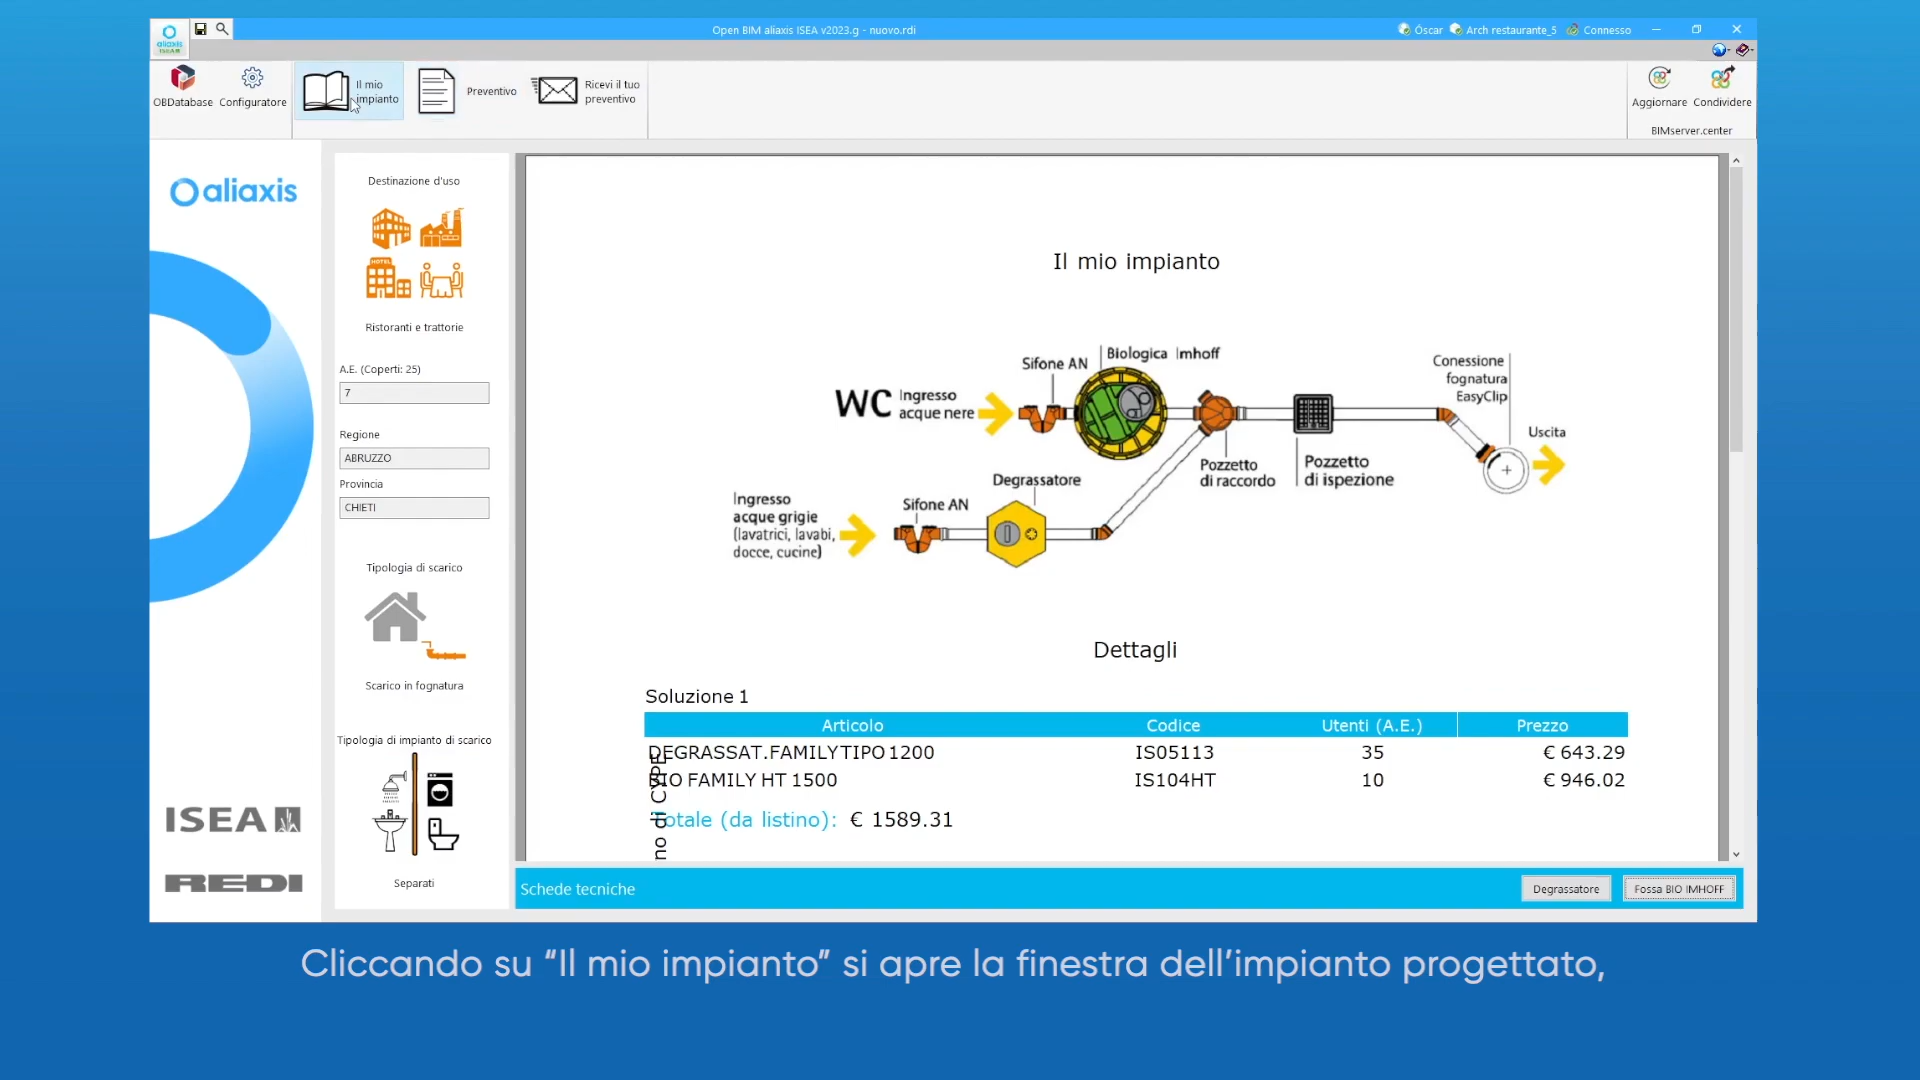 Open BIM aliaxis ISEA v2023.g - nuovo.rdi
Óscar
Arch restaurante_5
Connesso
aliaxis
ISEA
OBDatabase
Configuratore
Il mio
impianto
Preventivo
Ricevi il tuo
preventivo
Aggiornare
Condividere
BIMserver.center
aliaxis
ISEA
REDI
Destinazione d'uso
HOTEL
Ristoranti e trattorie
A.E. (Coperti: 25)
7
Regione
ABRUZZO
Provincia
CHIETI
Tipologia di scarico
Scarico in fognatura
Tipologia di impianto di scarico
Separati
Il mio impianto
WC
Ingresso
acque nere
Sifone AN
Biologica Imhoff
Conessione
fognatura
EasyClip
Uscita
Pozzetto
di raccordo
Pozzetto
di ispezione
Degrassatore
Sifone AN
Ingresso
acque grigie
(lavatrici, lavabi,
docce, cucine)
Dettagli
Soluzione 1
Articolo Codice Utenti (A.E.) Prezzo
DEGRASSAT.FAMILYTIPO 1200 IS05113 35 € 643.29
BIO FAMILY HT 1500 IS104HT 10 € 946.02
Totale (da listino): € 1589.31
no di CYPE
Schede tecniche
Degrassatore
Fossa BIO IMHOFF
Cliccando su “Il mio impianto” si apre la finestra dell’impianto progettato,